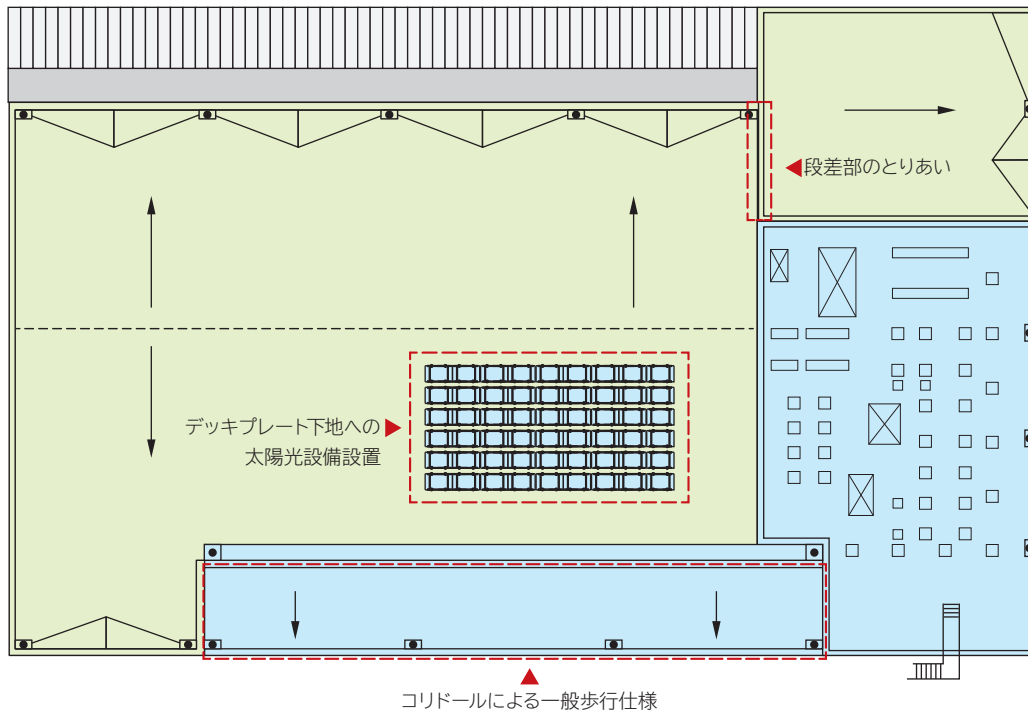 段差部のとりあい
デッキプレート下地への
太陽光設備設置
コリドールによる一般歩行仕様